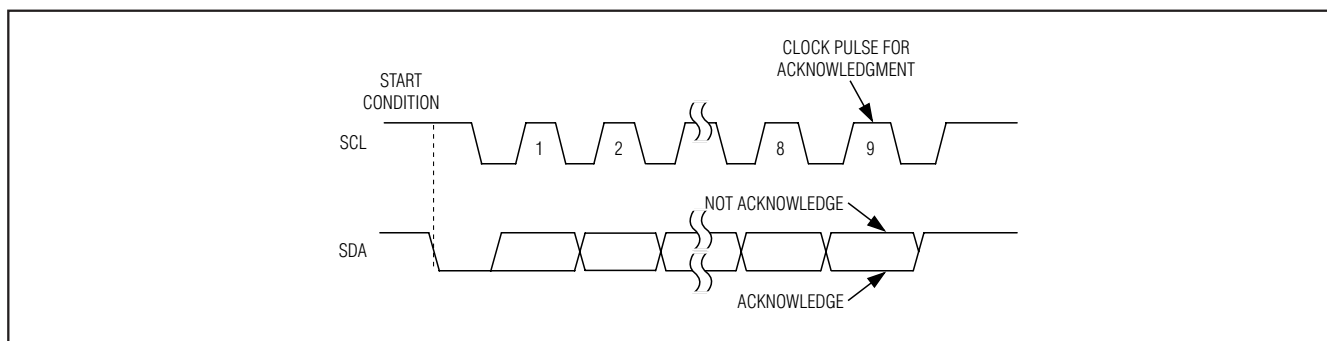 CLOCK PULSE FOR
ACKNOWLEDGMENT
START
CONDITION
SCL
1
2
8
9
NOT ACKNOWLEDGE
SDA
ACKNOWLEDGE